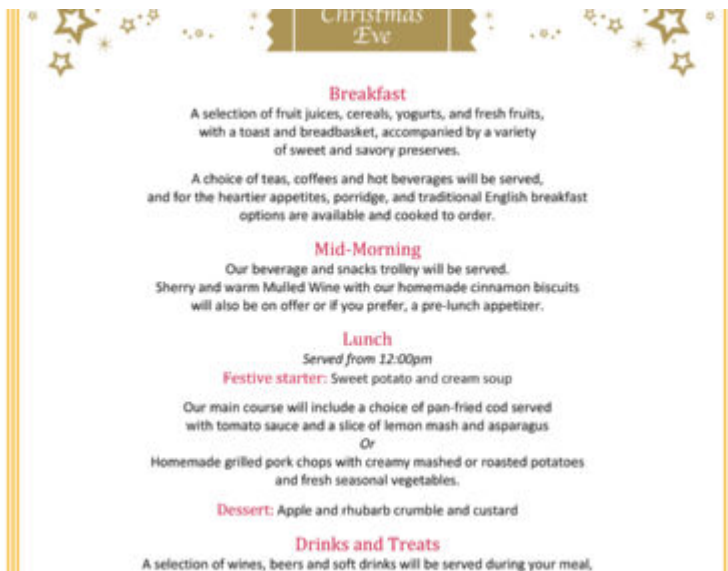 Christmas
Eve
Breakfast
A selection of fruit juices, cereals, yogurts, and fresh fruits,
with a toast and breadbasket, accompanied by a variety
of sweet and savory preserves.
A choice of teas, coffees and hot beverages will be served,
and for the heartier appetites, porridge, and traditional English breakfast
options are available and cooked to order.
Mid-Morning
Our beverage and snacks trolley will be served.
Sherry and warm Mulled Wine with our homemade cinnamon biscuits
will also be on offer or if you prefer, a pre-lunch appetizer.
Lunch
Served from 12:00pm
Festive starter: Sweet potato and cream soup
Our main course will include a choice of pan-fried cod served
with tomato sauce and a slice of lemon mash and asparagus
Or
Homemade grilled pork chops with creamy mashed or roasted potatoes
and fresh seasonal vegetables.
Dessert: Apple and rhubarb crumble and custard
Drinks and Treats
A selection of wines, beers and soft drinks will be served during your meal,